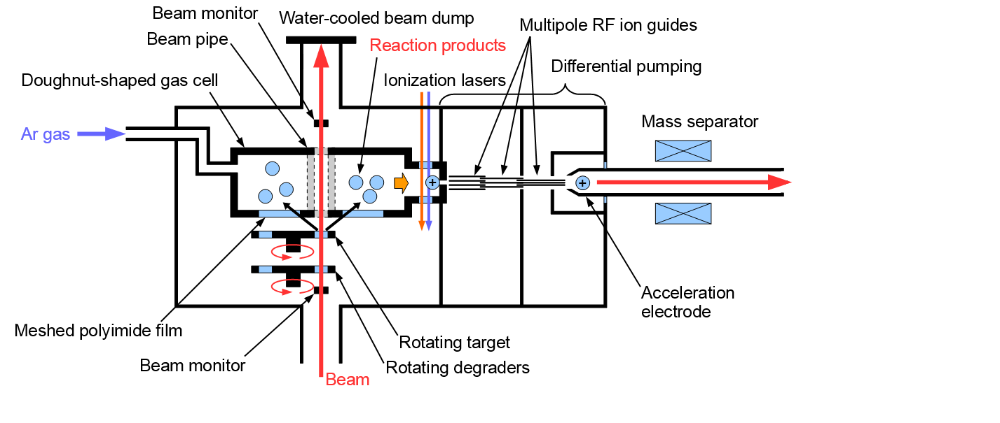 Beam monitor
Water-cooled beam dump
Multipole RF ion guides
Beam pipe
Reaction products
Differential pumping
Doughnut-shaped gas cell
Ionization lasers
Mass separator
Ar gas
+
+
Acceleration
electrode
Meshed polyimide film
Rotating target
Beam monitor
Rotating degraders
Beam